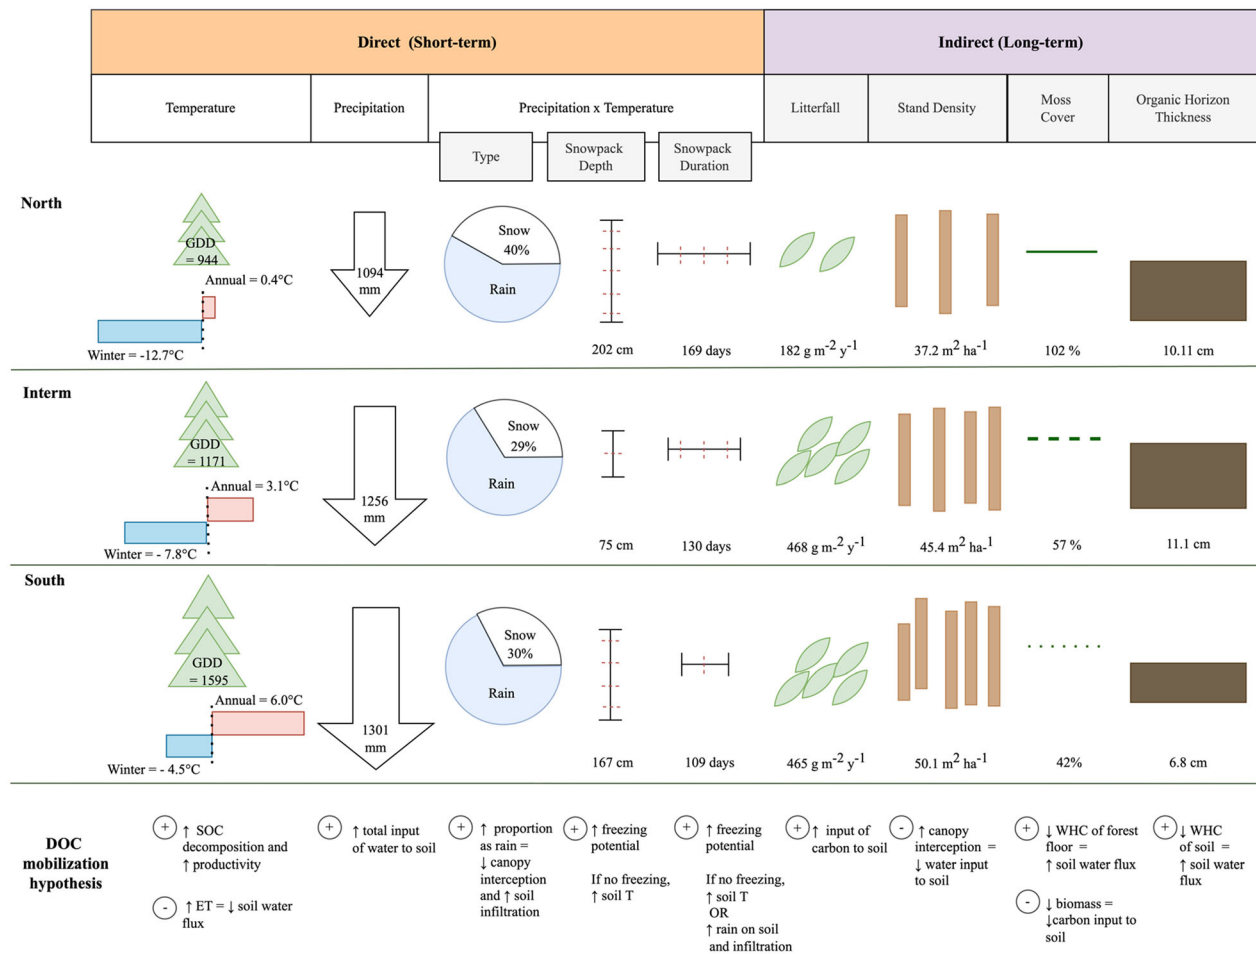 Direct (Short-term)
Indirect (Long-term)
Temperature
Precipitation
Precipitation x Temperature
Litterfall
Stand Density
Moss
Cover
Organic Horizon
Thickness
Type
Snowpack
Depth
Snowpack
Duration
North
GDD
= 944
Annual = 0.4°C
Winter = -12.7°C
1094
mm
Snow
40%
Rain
202 cm
169 days
182 g m-2 y-1
37.2 m2 ha-1
102 %
10.11 cm
Interm
GDD
= 1171
Annual = 3.1°C
Winter = - 7.8°C
1256
mm
Snow
29%
Rain
75 cm
130 days
468 g m-2 y-1
45.4 m2 ha-1
57 %
11.1 cm
South
GDD
= 1595
Annual = 6.0°C
Winter = - 4.5°C
1301
mm
Snow
30%
Rain
167 cm
109 days
465 g m-2 y-1
50.1 m2 ha-1
42%
6.8 cm
DOC
mobilization
hypothesis
+ ↑ SOC
decomposition and
↑ productivity
- ↑ ET = ↓ soil water
flux
+ ↑ total input
of water to soil
+ ↑ proportion
as rain =
↓ canopy
interception
and ↑ soil
infiltration
+ ↑ freezing
potential
If no freezing,
↑ soil T
+ ↑ freezing
potential
If no freezing,
↑ soil T
OR
↑ rain on soil
and infiltration
+ ↑ input of
carbon to soil
- ↑ canopy
interception =
↓ water input
to soil
+ ↓ WHC of forest
floor =
↑ soil water flux
- ↓ biomass =
↓carbon input to
soil
+ ↓ WHC
of soil =
↑ soil water
flux